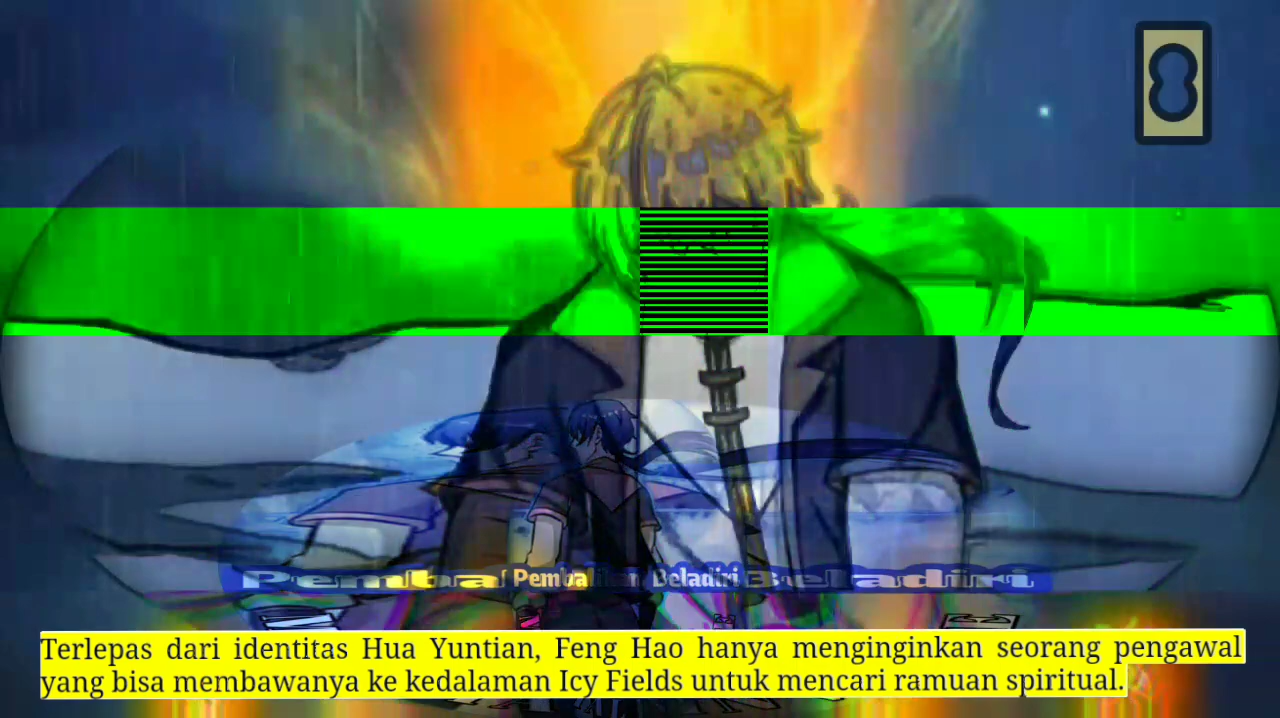 8
Pembalikan Beladiri
Terlepas dari identitas Hua Yuntian, Feng Hao hanya menginginkan seorang pengawal
yang bisa membawanya ke kedalaman Icy Fields untuk mencari ramuan spiritual.